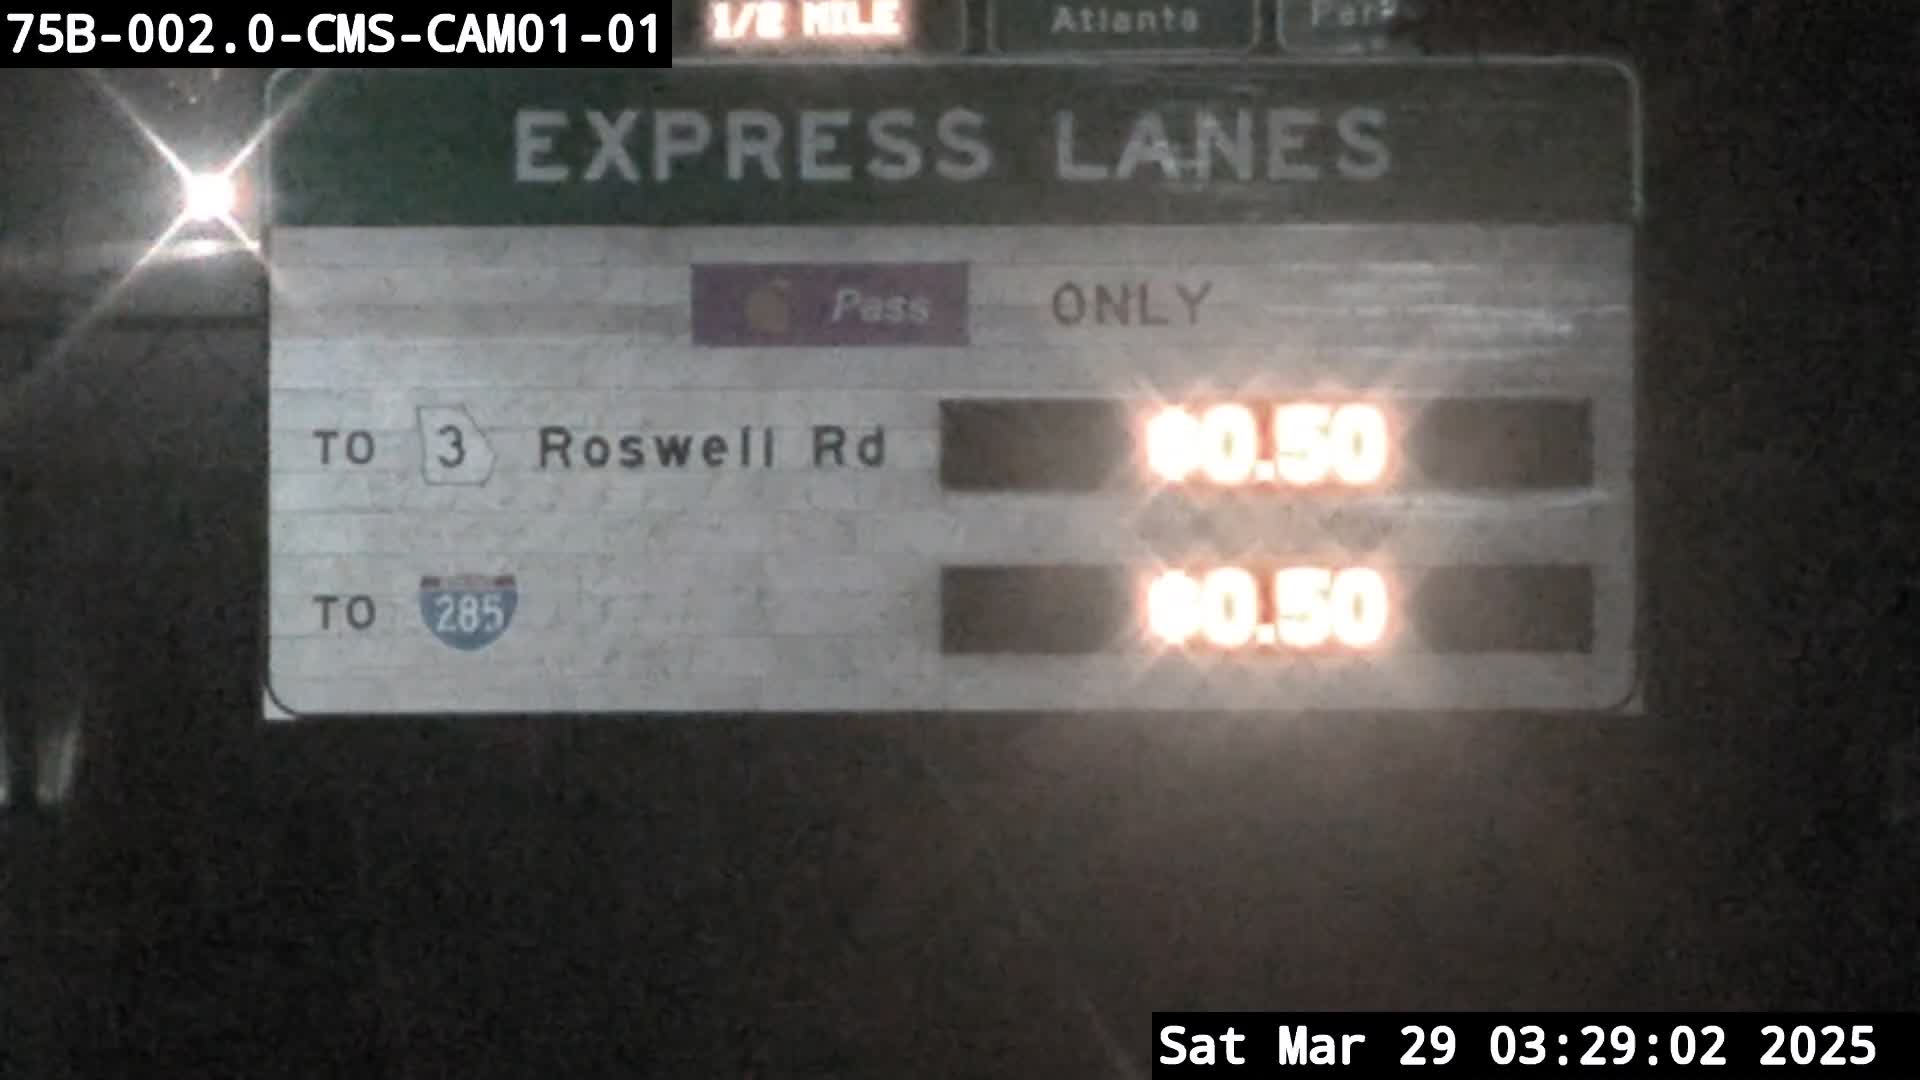 75B-002.0-CMS-CAM01-01
1/2 MILE
Atlanta
EXPRESS LANES
Pass ONLY
TO 3 Roswell Rd $0.50
TO 285 $0.50
Sat Mar 29 03:29:02 2025